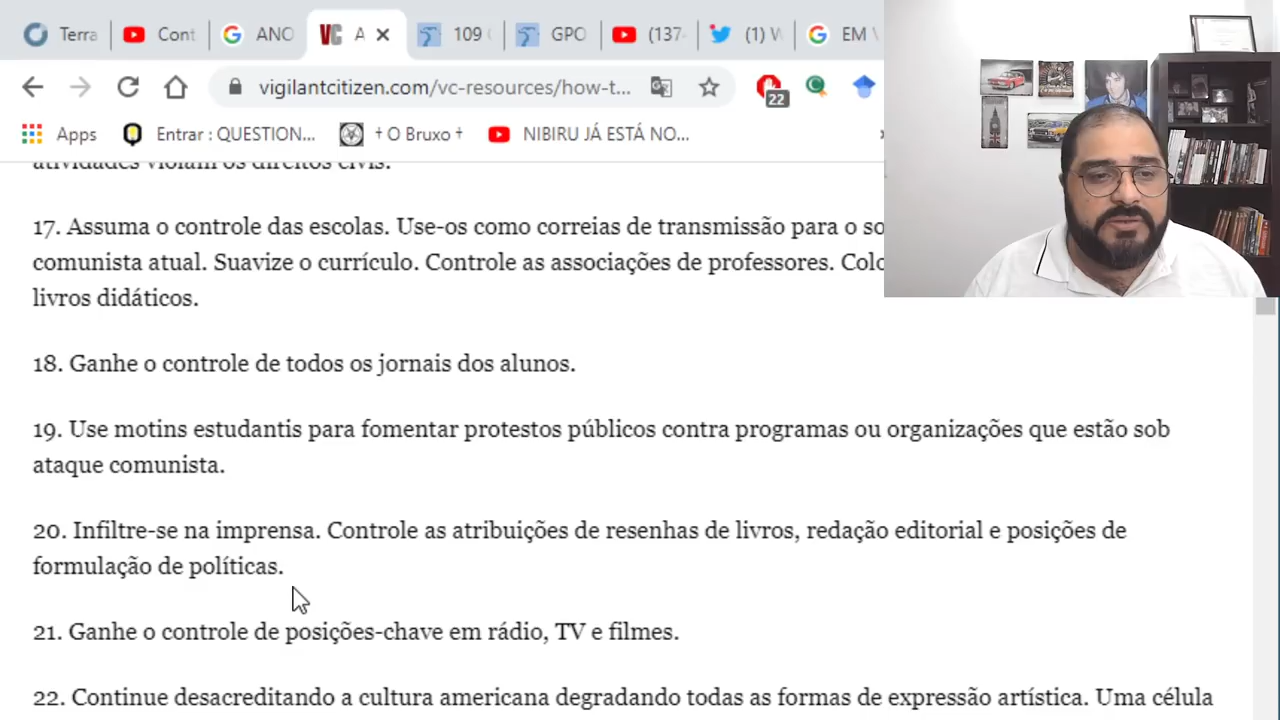 Terra
Cont
ANO
VC A
109
GPO
(137-
(1) V
EM
vigilantcitizen.com/vc-resources/how-t...
22
Apps
Entrar : QUESTION...
† O Bruxo †
NIBIRU JÁ ESTÁ NO...
atividades violam os direitos civis.
17. Assuma o controle das escolas. Use-os como correias de transmissão para o so
comunista atual. Suavize o currículo. Controle as associações de professores. Colo
livros didáticos.
18. Ganhe o controle de todos os jornais dos alunos.
19. Use motins estudantis para fomentar protestos públicos contra programas ou organizações que estão sob
ataque comunista.
20. Infiltre-se na imprensa. Controle as atribuições de resenhas de livros, redação editorial e posições de
formulação de políticas.
21. Ganhe o controle de posições-chave em rádio, TV e filmes.
22. Continue desacreditando a cultura americana degradando todas as formas de expressão artística. Uma célula